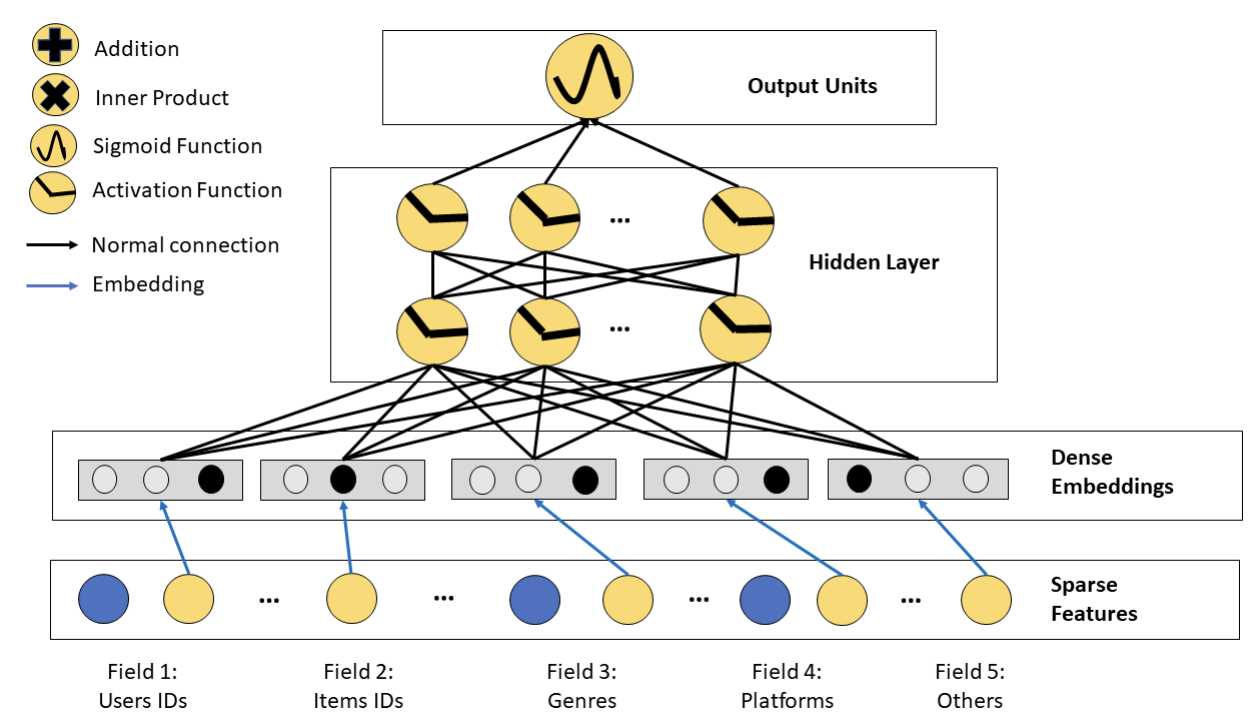 Addition
Inner Product
Sigmoid Function
Activation Function
Normal connection
Embedding
Output Units
...
Hidden Layer
...
Dense
Embeddings
... ... ... ...
Sparse
Features
Field 1:
Users IDs
Field 2:
Items IDs
Field 3:
Genres
Field 4:
Platforms
Field 5:
Others